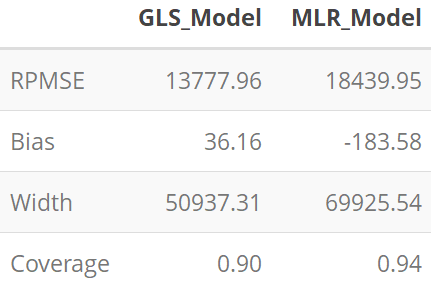 GLS_Model MLR_Model
RPMSE 13777.96 18439.95
Bias 36.16 -183.58
Width 50937.31 69925.54
Coverage 0.90 0.94